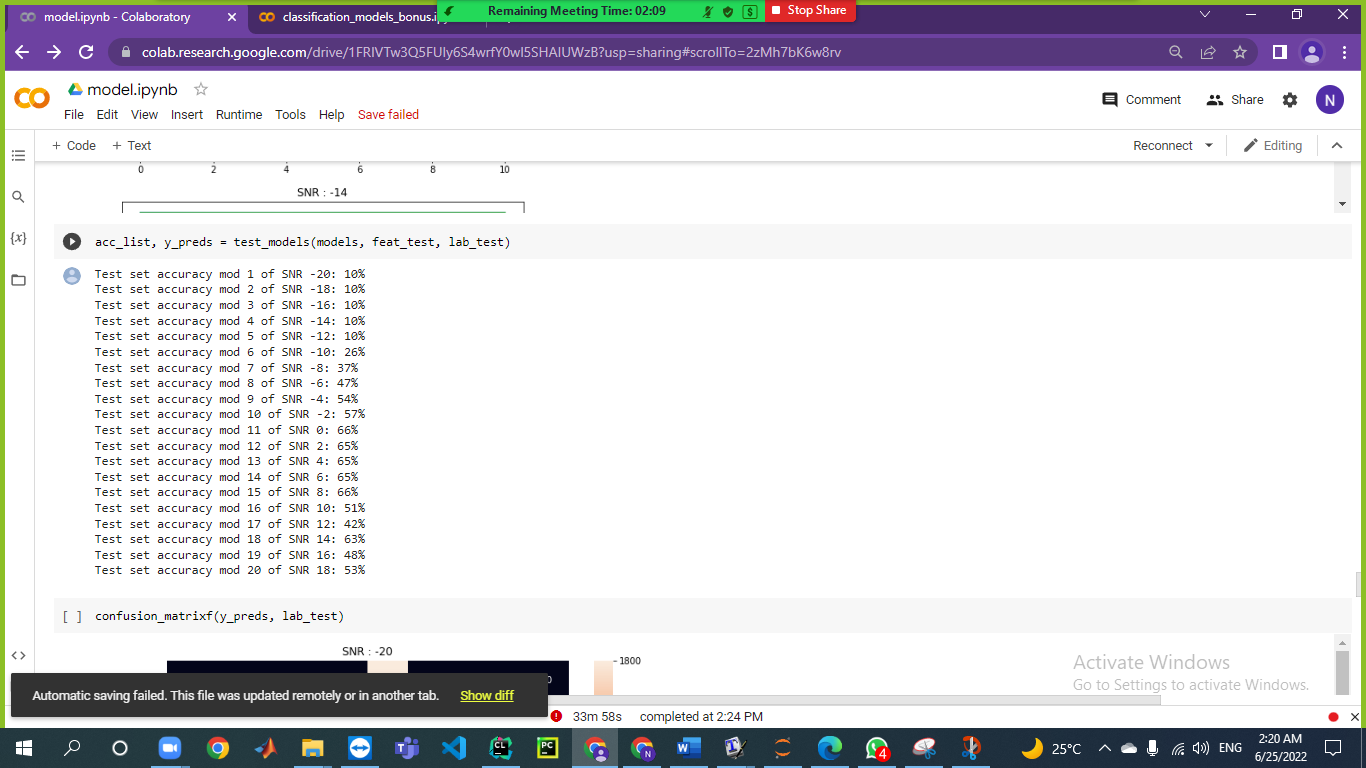 model.ipynb - Colaboratory
classification_models_bonus.i
Remaining Meeting Time: 02:09
Stop Share
colab.research.google.com/drive/1FRIVTw3Q5FUIy6S4wrfY0wI5SHAIUWzB?usp=sharing#scrollTo=2zMh7bK6w8rv
model.ipynb
Comment
Share
N
File Edit View Insert Runtime Tools Help Save failed
+ Code + Text
Reconnect
Editing
0 2 4 6 8 10
SNR : -14
{x}
acc_list, y_preds = test_models(models, feat_test, lab_test)
Test set accuracy mod 1 of SNR -20: 10%
Test set accuracy mod 2 of SNR -18: 10%
Test set accuracy mod 3 of SNR -16: 10%
Test set accuracy mod 4 of SNR -14: 10%
Test set accuracy mod 5 of SNR -12: 10%
Test set accuracy mod 6 of SNR -10: 26%
Test set accuracy mod 7 of SNR -8: 37%
Test set accuracy mod 8 of SNR -6: 47%
Test set accuracy mod 9 of SNR -4: 54%
Test set accuracy mod 10 of SNR -2: 57%
Test set accuracy mod 11 of SNR 0: 66%
Test set accuracy mod 12 of SNR 2: 65%
Test set accuracy mod 13 of SNR 4: 65%
Test set accuracy mod 14 of SNR 6: 65%
Test set accuracy mod 15 of SNR 8: 66%
Test set accuracy mod 16 of SNR 10: 51%
Test set accuracy mod 17 of SNR 12: 42%
Test set accuracy mod 18 of SNR 14: 63%
Test set accuracy mod 19 of SNR 16: 48%
Test set accuracy mod 20 of SNR 18: 53%
[ ] confusion_matrixf(y_preds, lab_test)
SNR : -20
1800
Activate Windows
Go to Settings to activate Windows.
Automatic saving failed. This file was updated remotely or in another tab. Show diff
33m 58s completed at 2:24 PM
25°C
ENG
2:20 AM
6/25/2022
4